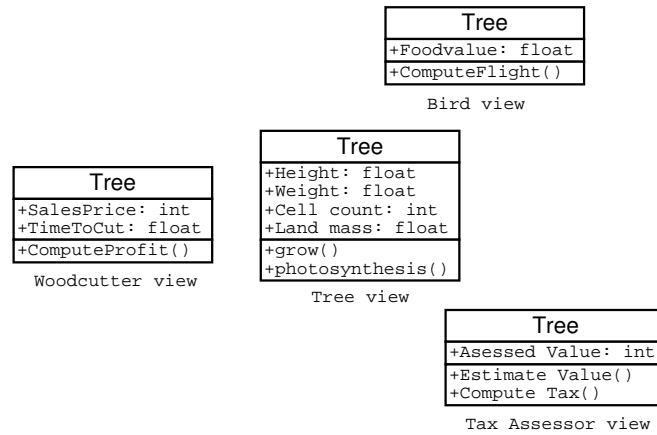 Tree
+Foodvalue: float
+ComputeFlight()
Bird view
Tree
+SalesPrice: int
+TimeToCut: float
+ComputeProfit()
Woodcutter view
Tree
+Height: float
+Weight: float
+Cell count: int
+Land mass: float
+grow()
+photosynthesis()
Tree view
Tree
+Asessed Value: int
+Estimate Value()
+Compute Tax()
Tax Assessor view